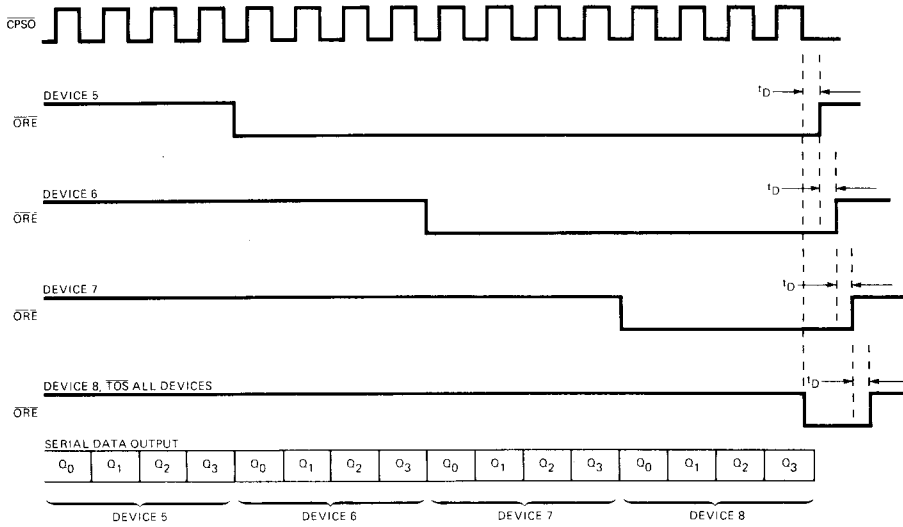 CPSO
DEVICE 5
ORE
tD
DEVICE 6
ORE
tD
DEVICE 7
ORE
tD
DEVICE 8, TOS ALL DEVICES
ORE
tD
SERIAL DATA OUTPUT
Q0 Q1 Q2 Q3 Q0 Q1 Q2 Q3 Q0 Q1 Q2 Q3 Q0 Q1 Q2 Q3
DEVICE 5 DEVICE 6 DEVICE 7 DEVICE 8